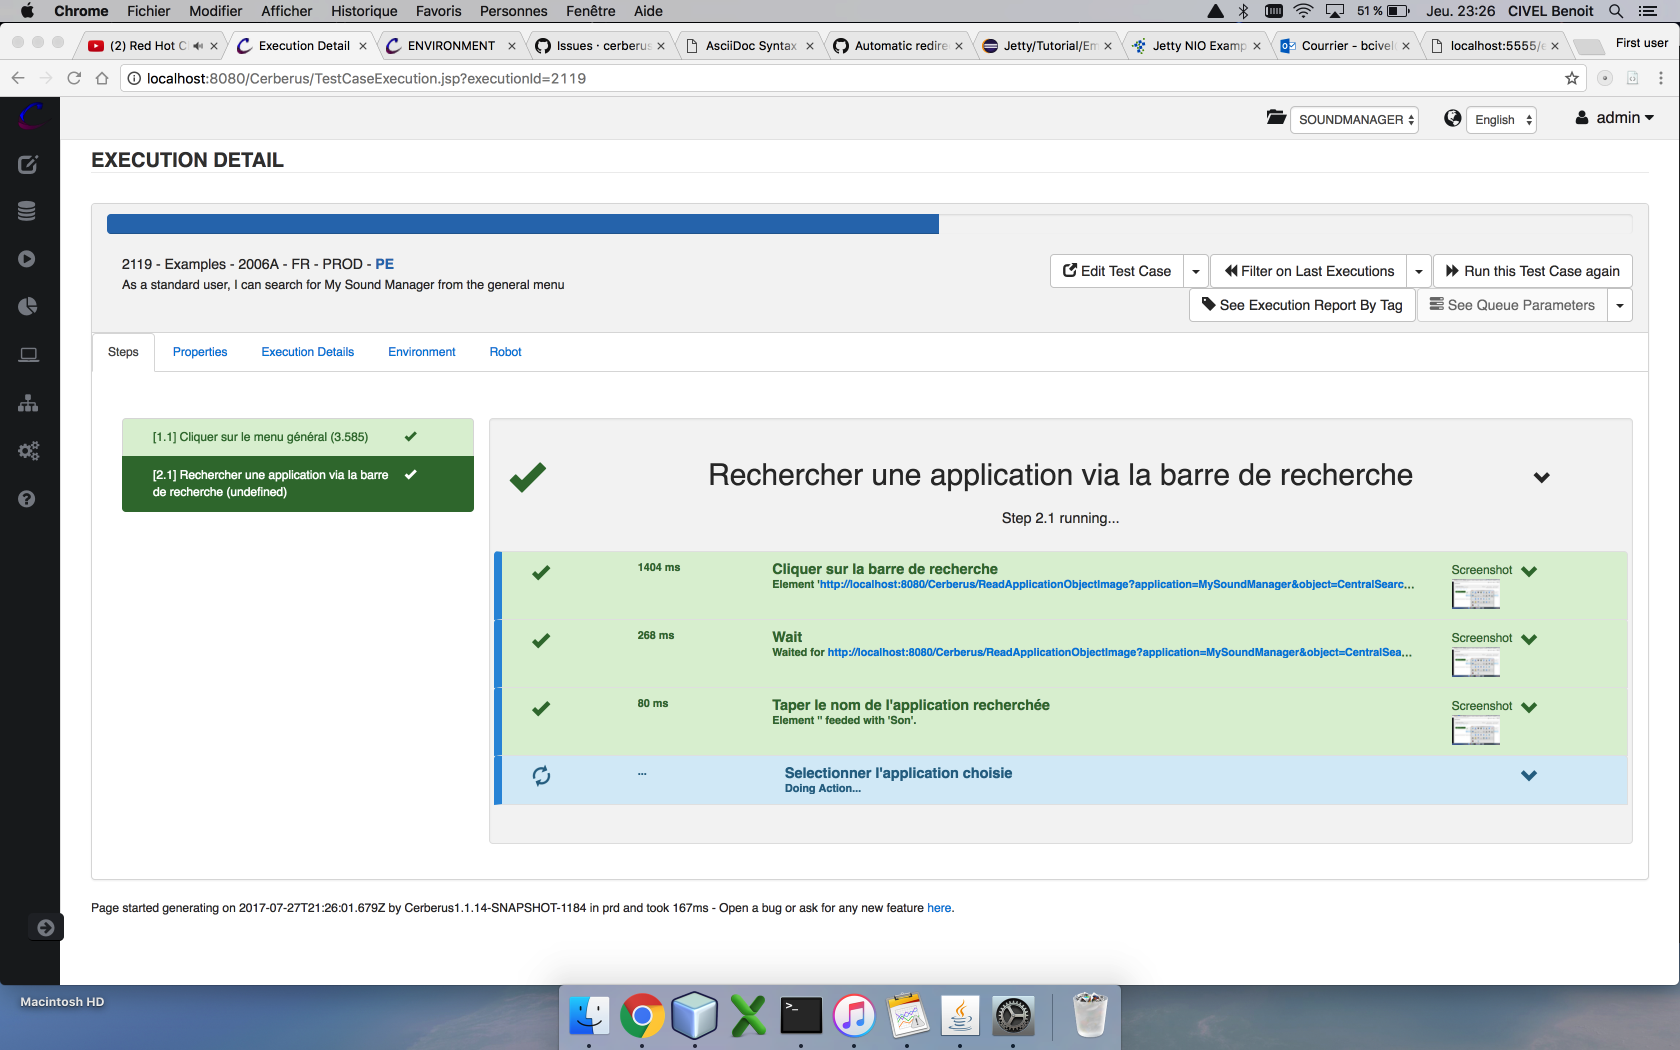 Chrome Fichier Modifier Afficher Historique Favoris Personnes Fenêtre Aide 51 % Jeu. 23:26 CIVEL Benoit
(2) Red Hot C Execution Detail ENVIRONMENT Issues · cerberus AsciiDoc Syntax Automatic redire Jetty/Tutorial/Em Jetty NIO Examp Courrier - bcivel localhost:5555/ First user
localhost:8080/Cerberus/TestCaseExecution.jsp?executionId=2119
SOUNDMANAGER English admin
EXECUTION DETAIL
2119 - Examples - 2006A - FR - PROD - PE
As a standard user, I can search for My Sound Manager from the general menu
Edit Test Case Filter on Last Executions Run this Test Case again
See Execution Report By Tag See Queue Parameters
Steps Properties Execution Details Environment Robot
[1.1] Cliquer sur le menu général (3.585)
[2.1] Rechercher une application via la barre
de recherche (undefined)
Rechercher une application via la barre de recherche
Step 2.1 running...
1404 ms Cliquer sur la barre de recherche Screenshot
Element 'http://localhost:8080/Cerberus/ReadApplicationObjectImage?application=MySoundManager&object=CentralSearc...
268 ms Wait Screenshot
Waited for http://localhost:8080/Cerberus/ReadApplicationObjectImage?application=MySoundManager&object=CentralSea...
80 ms Taper le nom de l'application recherchée Screenshot
Element '' feeded with 'Son'.
... Selectionner l'application choisie
Doing Action...
Page started generating on 2017-07-27T21:26:01.679Z by Cerberus1.1.14-SNAPSHOT-1184 in prd and took 167ms - Open a bug or ask for any new feature here.
Macintosh HD